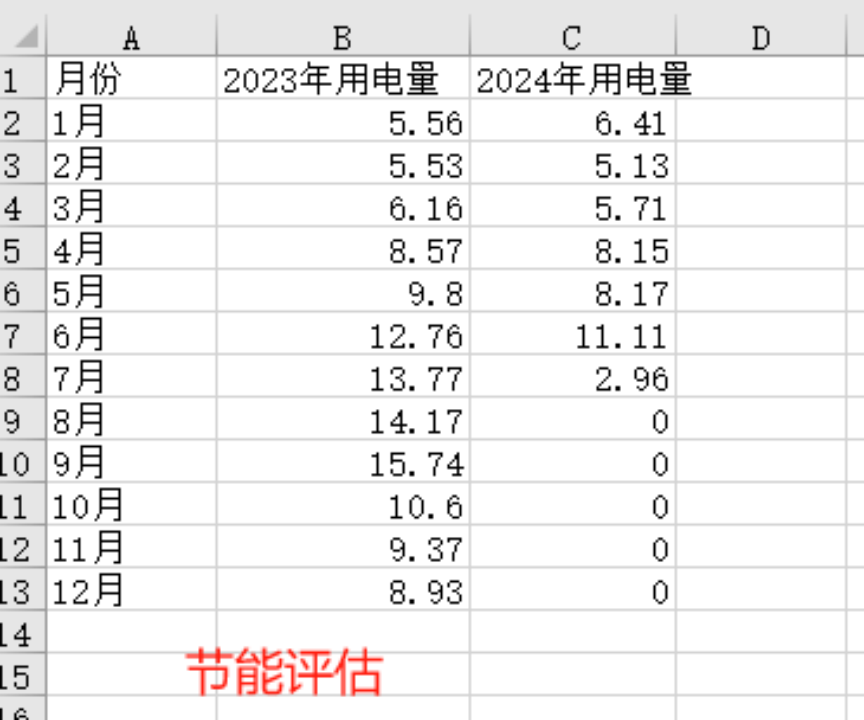 A B C D
1 月份 2023年用电量 2024年用电量
2 1月 5.56 6.41
3 2月 5.53 5.13
4 3月 6.16 5.71
5 4月 8.57 8.15
6 5月 9.8 8.17
7 6月 12.76 11.11
8 7月 13.77 2.96
9 8月 14.17 0
10 9月 15.74 0
11 10月 10.6 0
12 11月 9.37 0
13 12月 8.93 0
14
15 节能评估
16